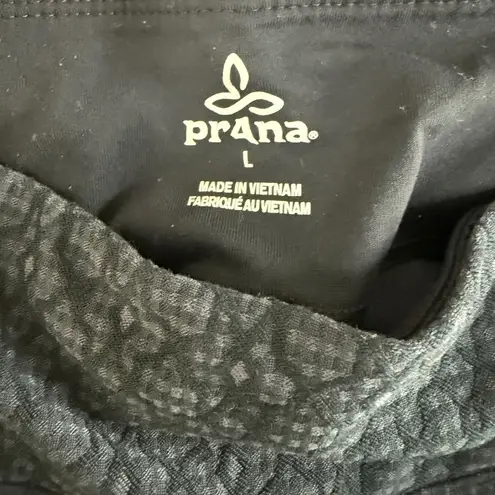 prAna®
L
MADE IN VIETNAM
FABRIQUÉ AU VIETNAM